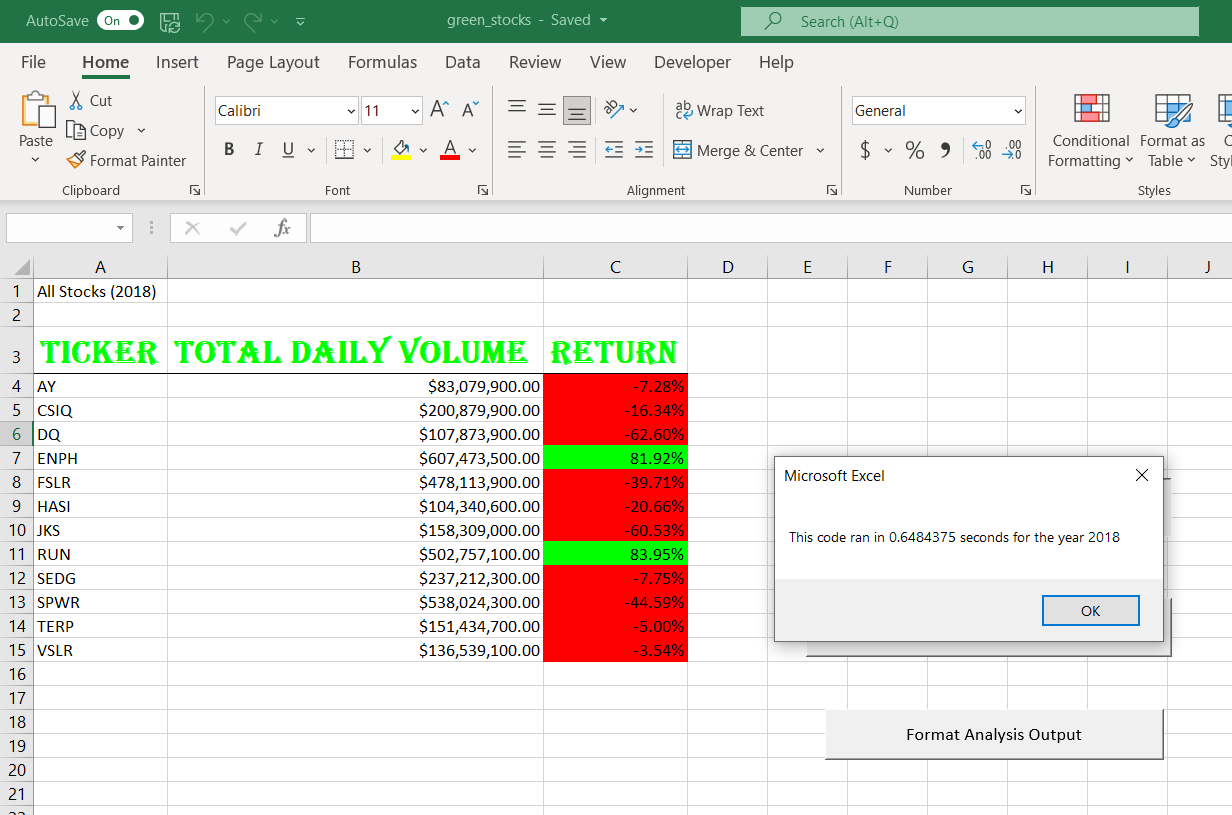 AutoSave On green_stocks - Saved Search (Alt+Q)
File Home Insert Page Layout Formulas Data Review View Developer Help
Paste
Cut
Copy
Format Painter
Clipboard
Calibri 11
B I U
Font
Wrap Text
Merge & Center
Alignment
General
$ % 9 .00 .00
Number
Conditional Formatting
Format as Table
Styles
fx
A B C D E F G H I J
1 All Stocks (2018)
2
3 TICKER TOTAL DAILY VOLUME RETURN
4 AY $83,079,900.00 -7.28%
5 CSIQ $200,879,900.00 -16.34%
6 DQ $107,873,900.00 -62.60%
7 ENPH $607,473,500.00 81.92%
8 FSLR $478,113,900.00 -39.71%
9 HASI $104,340,600.00 -20.66%
10 JKS $158,309,000.00 -60.53%
11 RUN $502,757,100.00 83.95%
12 SEDG $237,212,300.00 -7.75%
13 SPWR $538,024,300.00 -44.59%
14 TERP $151,434,700.00 -5.00%
15 VSLR $136,539,100.00 -3.54%
16
17
18
19
20
21
Microsoft Excel
This code ran in 0.6484375 seconds for the year 2018
OK
Format Analysis Output